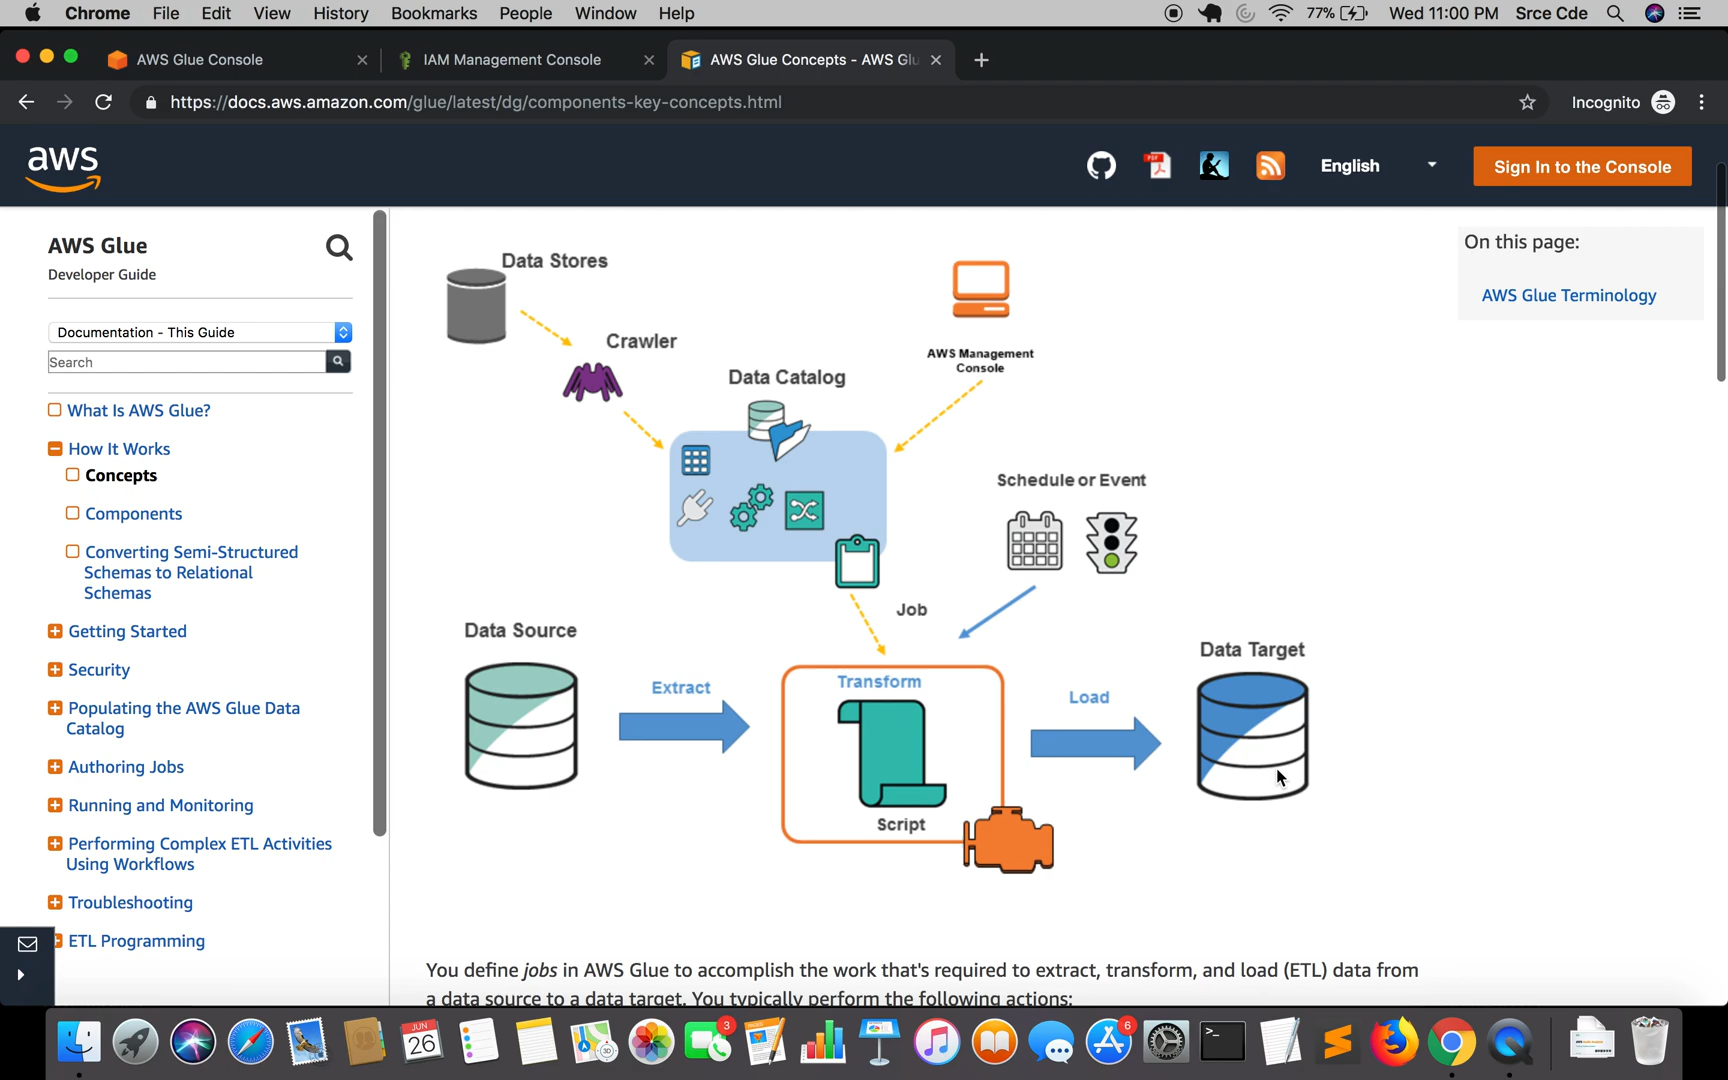 Chrome File Edit View History Bookmarks People Window Help 77% Wed 11:00 PM Srce Cde
AWS Glue Console IAM Management Console AWS Glue Concepts - AWS Glu
https://docs.aws.amazon.com/glue/latest/dg/components-key-concepts.html Incognito
aws English Sign In to the Console
AWS Glue
Developer Guide
Documentation - This Guide
Search
What Is AWS Glue?
How It Works
Concepts
Components
Converting Semi-Structured
Schemas to Relational
Schemas
Getting Started
Security
Populating the AWS Glue Data
Catalog
Authoring Jobs
Running and Monitoring
Performing Complex ETL Activities
Using Workflows
Troubleshooting
ETL Programming
Data Stores
Crawler
Data Catalog
AWS Management
Console
Schedule or Event
Job
Data Source
Extract
Transform
Script
Load
Data Target
You define jobs in AWS Glue to accomplish the work that's required to extract, transform, and load (ETL) data from
a data source to a data target. You typically perform the following actions:
On this page:
AWS Glue Terminology
JUN
26
3
PAGES
6